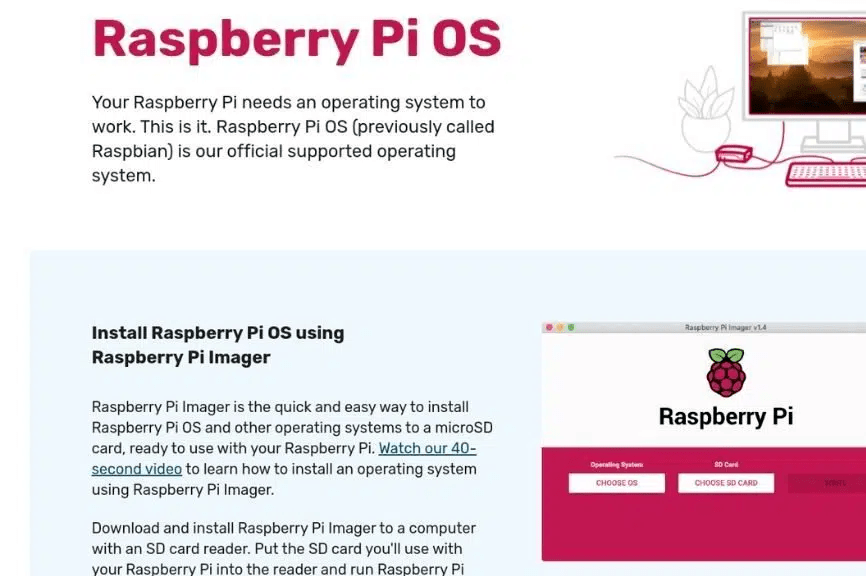 Raspberry Pi OS
Your Raspberry Pi needs an operating system to
work. This is it. Raspberry Pi OS (previously called
Raspbian) is our official supported operating
system.
Install Raspberry Pi OS using
Raspberry Pi Imager
Raspberry Pi Imager is the quick and easy way to install
Raspberry Pi OS and other operating systems to a microSD
card, ready to use with your Raspberry Pi. Watch our 40-
second video to learn how to install an operating system
using Raspberry Pi Imager.
Download and install Raspberry Pi Imager to a computer
with an SD card reader. Put the SD card you'll use with
your Raspberry Pi into the reader and run Raspberry Pi
Raspberry Pi Imager v1.4
Raspberry Pi
Operating System
SD Card
CHOOSE OS
CHOOSE SD CARD